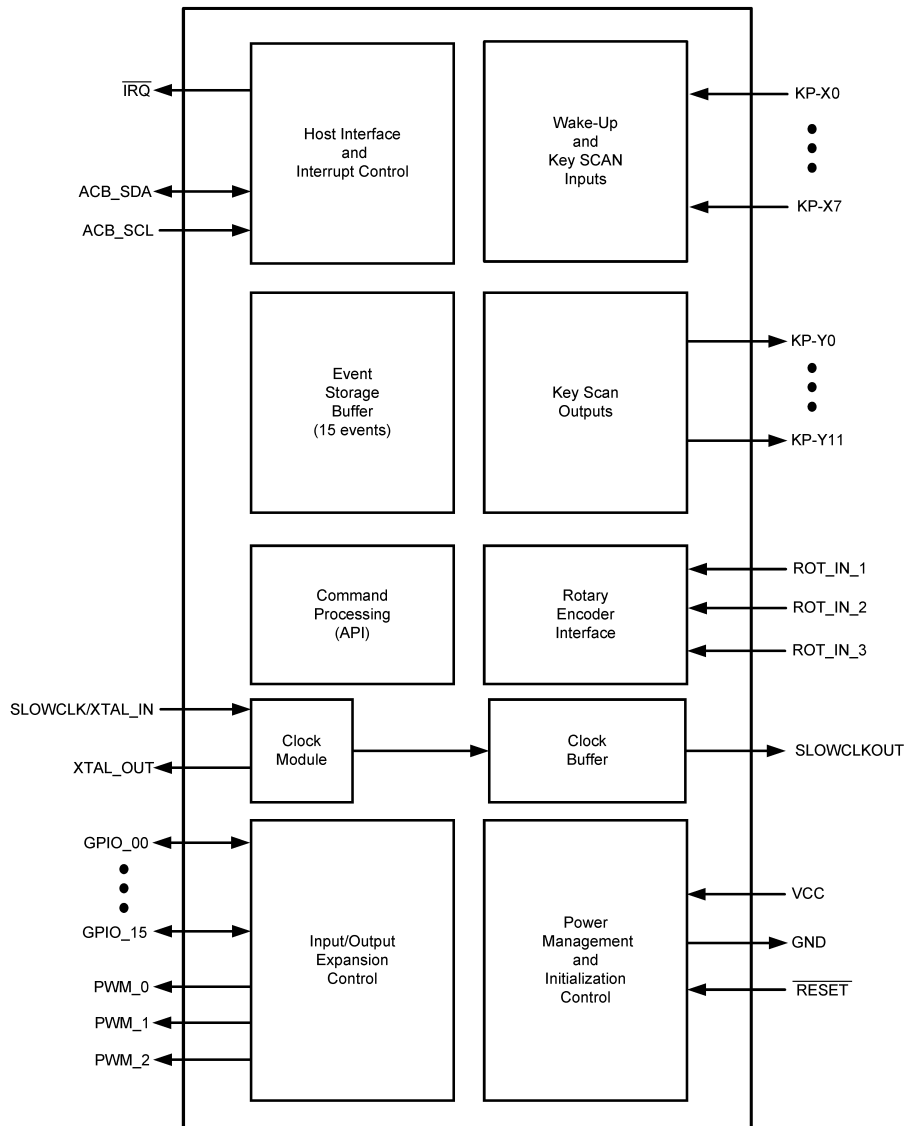 IRQ
ACB_SDA
ACB_SCL
Host Interface
and
Interrupt Control
Wake-Up
and
Key SCAN
Inputs
KP-X0
KP-X7
Event
Storage
Buffer
(15 events)
Key Scan
Outputs
KP-Y0
KP-Y11
Command
Processing
(API)
Rotary
Encoder
Interface
ROT_IN_1
ROT_IN_2
ROT_IN_3
SLOWCLK/XTAL_IN
XTAL_OUT
Clock
Module
Clock
Buffer
SLOWCLKOUT
GPIO_00
GPIO_15
PWM_0
PWM_1
PWM_2
Input/Output
Expansion
Control
Power
Management
and
Initialization
Control
VCC
GND
RESET